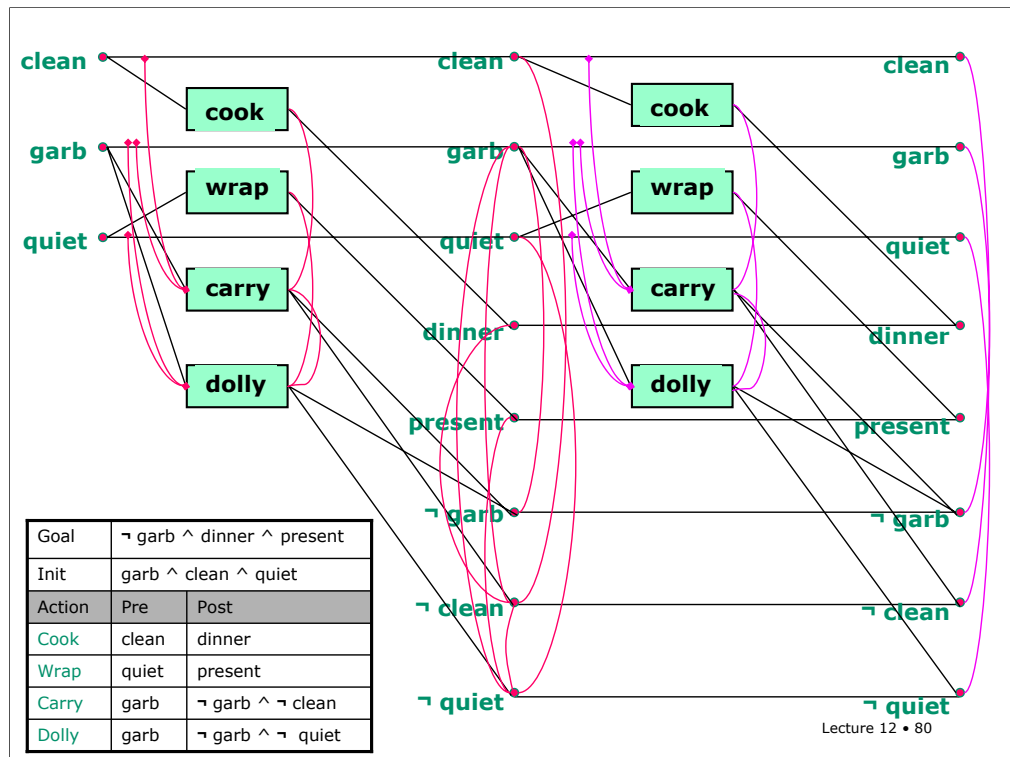 clean clean clean
cook cook
garb garb garb
wrap wrap
quiet quiet quiet
carry carry
dinner dinner
dolly dolly
present present
¬ garb ¬ garb
¬ clean ¬ clean
¬ quiet ¬ quiet
Goal ¬ garb ^ dinner ^ present
Init garb ^ clean ^ quiet
Action Pre Post
Cook clean dinner
Wrap quiet present
Carry garb ¬ garb ^ ¬ clean
Dolly garb ¬ garb ^ ¬ quiet
Lecture 12 • 80